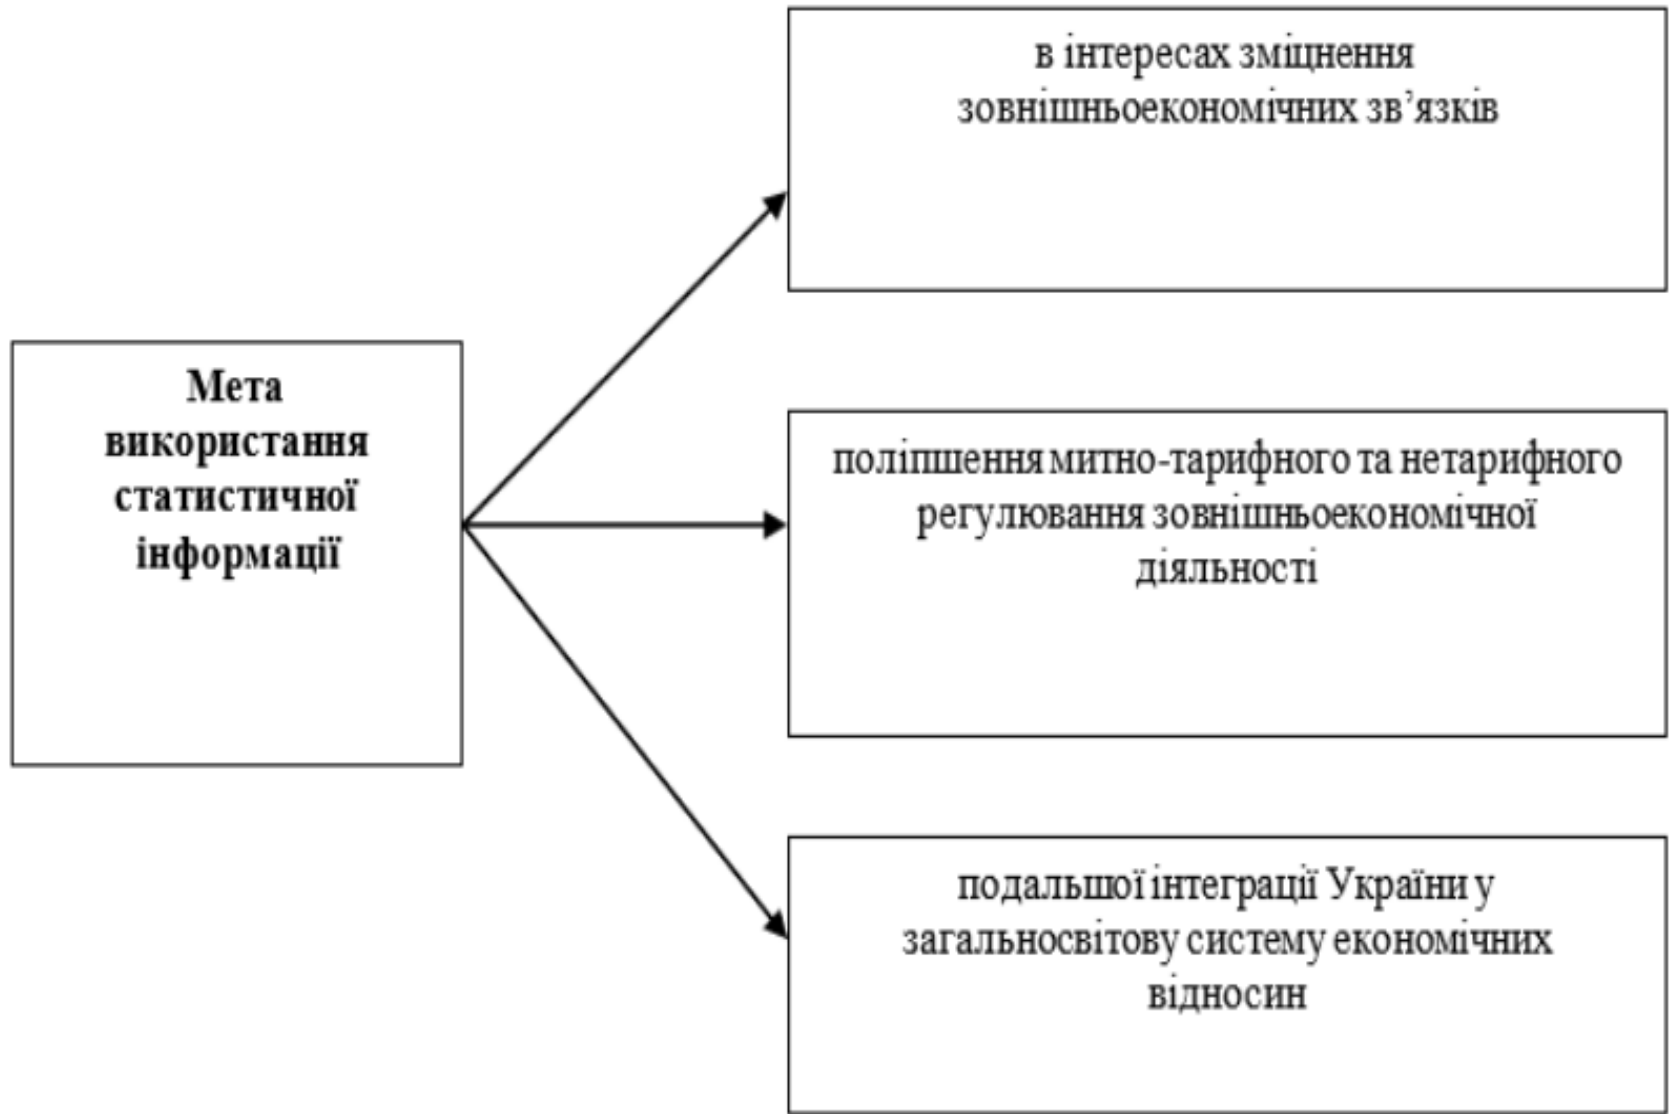 Мета
використання
статистичної
інформації
в інтересах зміцнення
зовнішньоекономічних зв’язків
поліпшення митно-тарифного та нетарифного
регулювання зовнішньоекономічної
діяльності
подальшої інтеграції України у
загальносвітову систему економічних
відносин